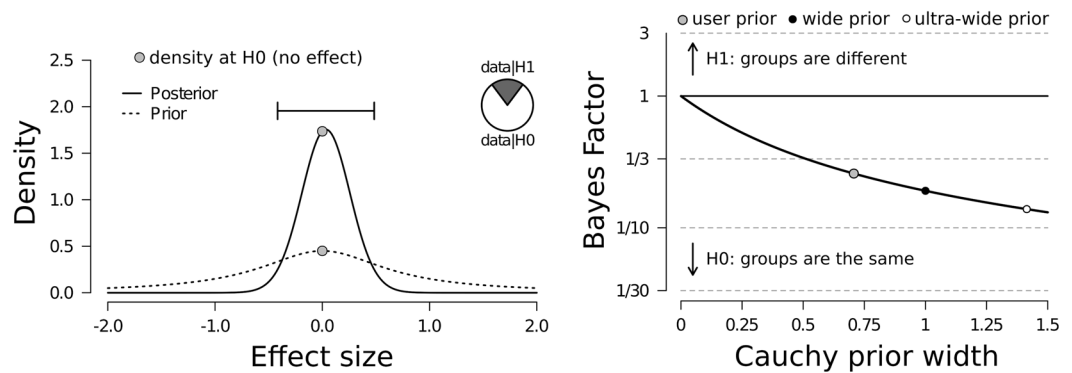 density at H0 (no effect)
Posterior
Prior
data|H1
data|H0
2.5
2.0
1.5
1.0
0.5
0.0
Density
-2.0 -1.0 0.0 1.0 2.0
Effect size
user prior wide prior ultra-wide prior
H1: groups are different
H0: groups are the same
3
1
1/3
1/10
1/30
Bayes Factor
0 0.25 0.5 0.75 1 1.25 1.5
Cauchy prior width